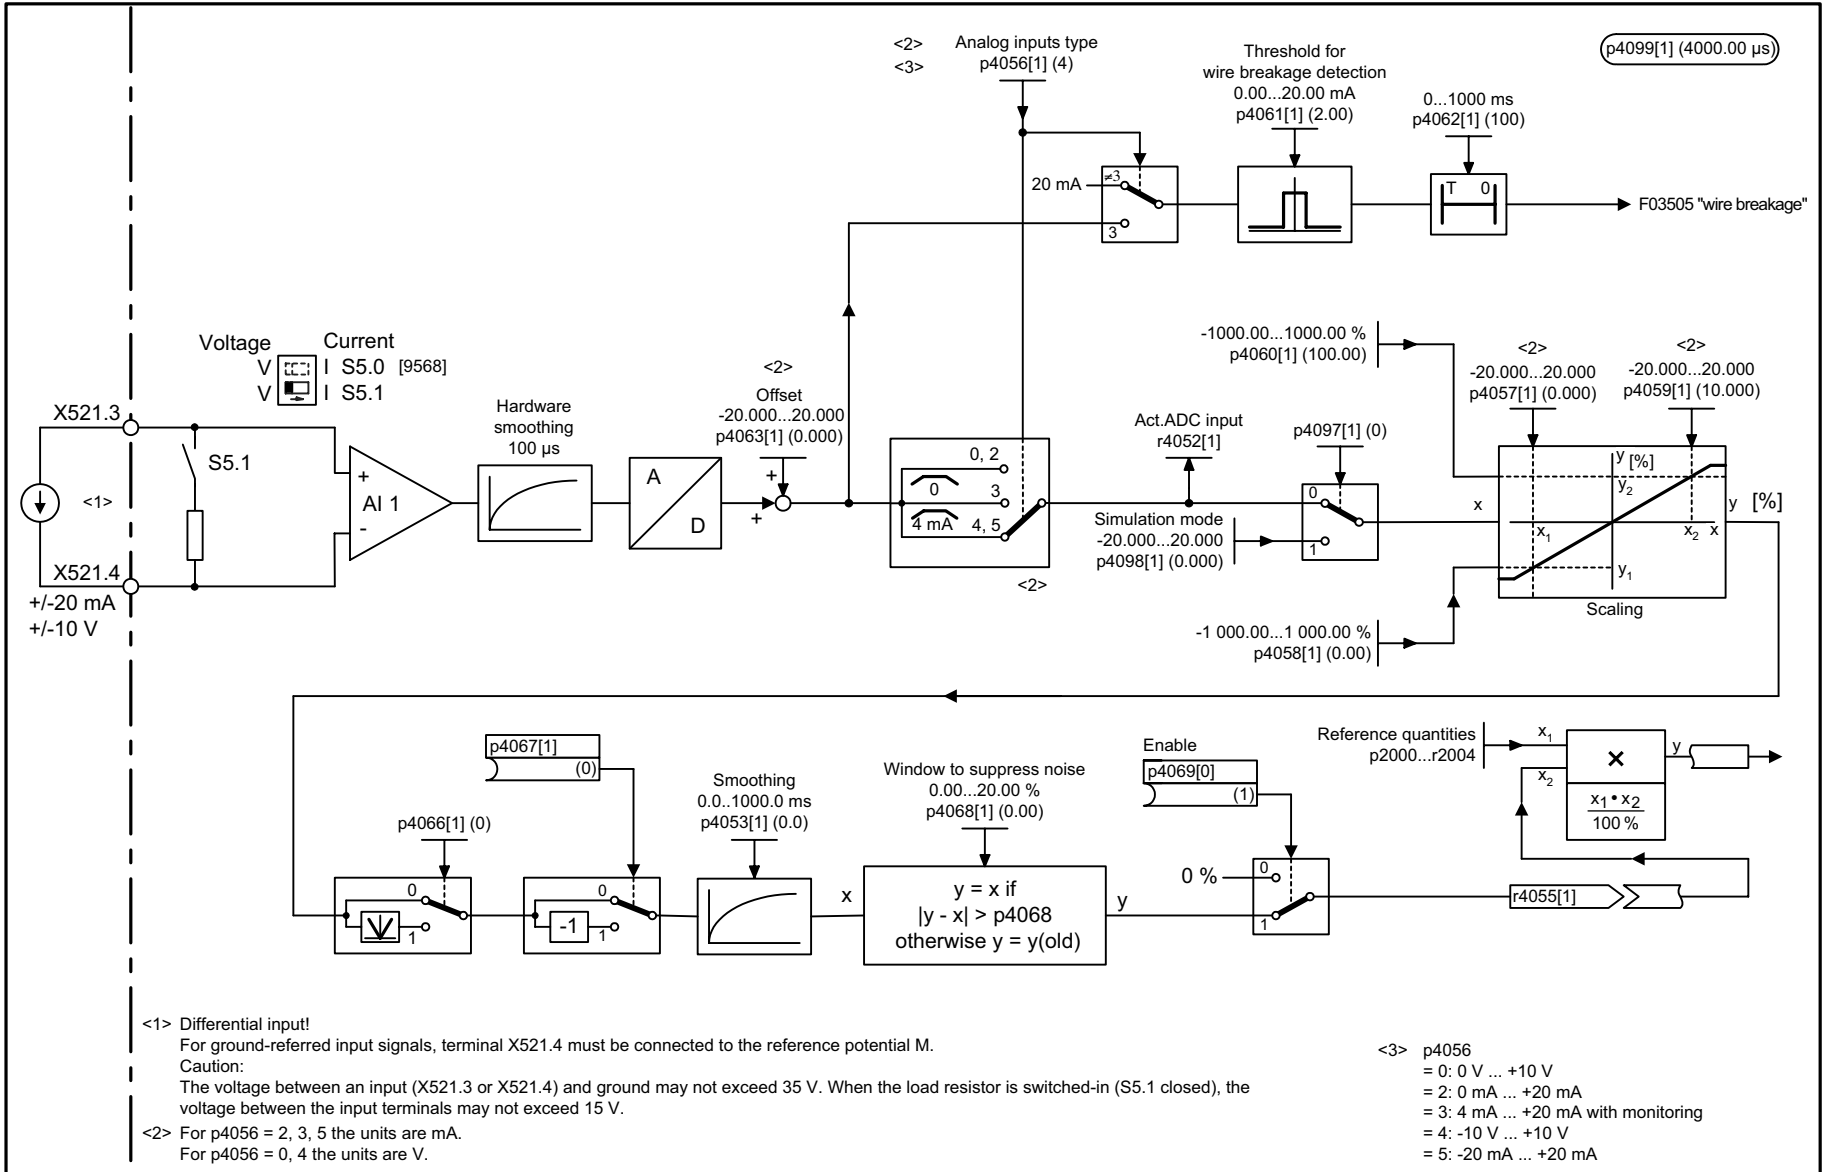 <2>
<3>
Analog inputs type
p4056[1] (4)
Threshold for
wire breakage detection
0.00...20.00 mA
p4061[1] (2.00)
0...1000 ms
p4062[1] (100)
p4099[1] (4000.00 µs)
20 mA
≠3
3
T 0
F03505 "wire breakage"
Voltage Current
V I S5.0 [9568]
V I S5.1
X521.3
S5.1
<1>
X521.4
+/-20 mA
+/-10 V
+
AI 1
-
Hardware
smoothing
100 µs
A
D
<2>
Offset
-20.000...20.000
p4063[1] (0.000)
+
+
0, 2
0
3
4 mA
4, 5
<2>
Act.ADC input
r4052[1]
Simulation mode
-20.000...20.000
p4098[1] (0.000)
p4097[1] (0)
0
1
-1000.00...1000.00 %
p4060[1] (100.00)
-1 000.00...1 000.00 %
p4058[1] (0.00)
<2>
-20.000...20.000
p4057[1] (0.000)
<2>
-20.000...20.000
p4059[1] (10.000)
x
y [%]
y2
x1
x2 x
y1
y [%]
Scaling
p4066[1] (0)
0
1
p4067[1]
(0)
0
-1
1
Smoothing
0.0..1000.0 ms
p4053[1] (0.0)
x
Window to suppress noise
0.00...20.00 %
p4068[1] (0.00)
y = x if
|y - x| > p4068
otherwise y = y(old)
y
Enable
p4069[0]
(1)
0 %
0
1
Reference quantities
p2000...r2004
x1
x2
×
x1 • x2
100 %
y
r4055[1]
<1> Differential input!
For ground-referred input signals, terminal X521.4 must be connected to the reference potential M.
Caution:
The voltage between an input (X521.3 or X521.4) and ground may not exceed 35 V. When the load resistor is switched-in (S5.1 closed), the
voltage between the input terminals may not exceed 15 V.
<2> For p4056 = 2, 3, 5 the units are mA.
For p4056 = 0, 4 the units are V.
<3> p4056
= 0: 0 V ... +10 V
= 2: 0 mA ... +20 mA
= 3: 4 mA ... +20 mA with monitoring
= 4: -10 V ... +10 V
= 5: -20 mA ... +20 mA